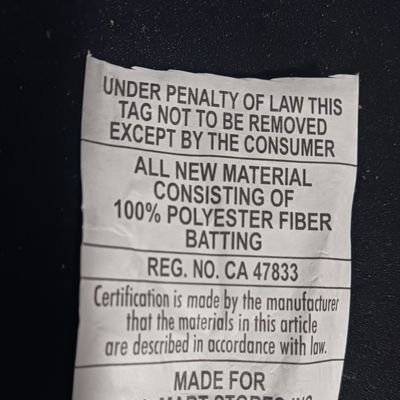 UNDER PENALTY OF LAW THIS
TAG NOT TO BE REMOVED
EXCEPT BY THE CONSUMER
ALL NEW MATERIAL
CONSISTING OF
100% POLYESTER FIBER
BATTING
REG. NO. CA 47833
Certification is made by the manufacturer
that the materials in this article
are described in accordance with law.
MADE FOR
MART STORES